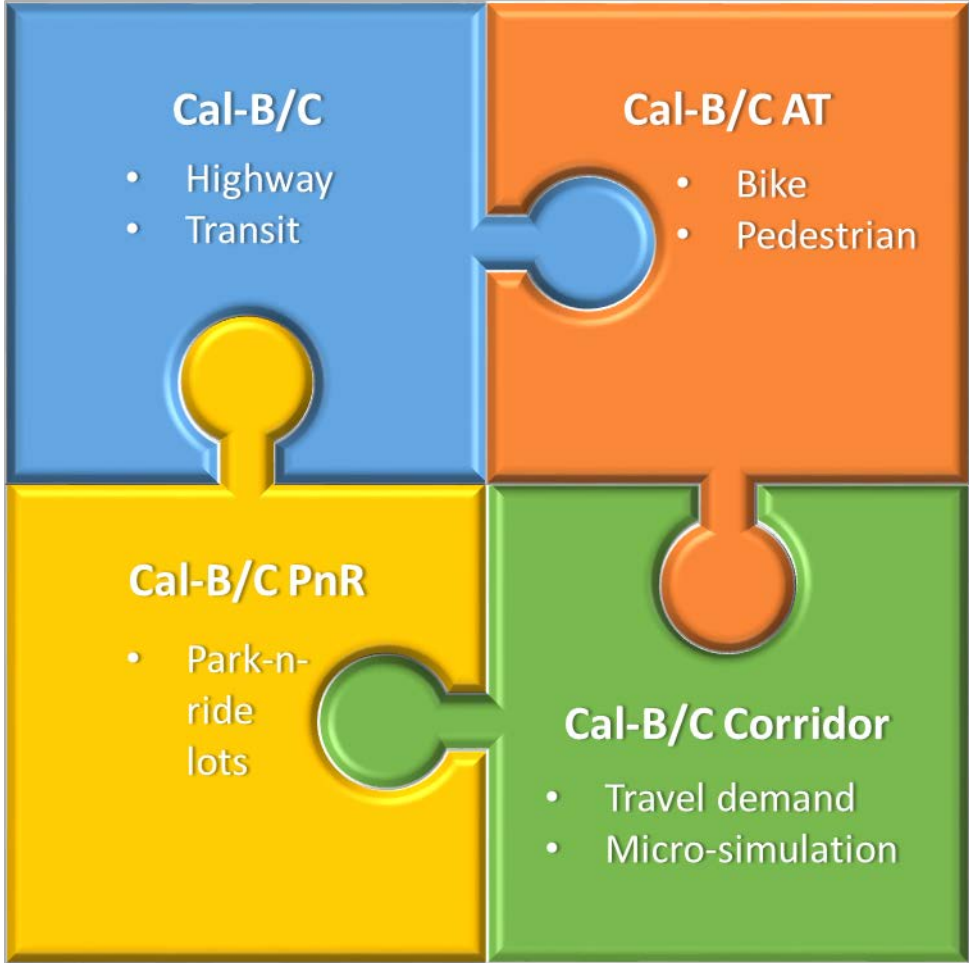 Cal-B/C
• Highway
• Transit
Cal-B/C AT
• Bike
• Pedestrian
Cal-B/C PnR
• Park-n-
ride
lots
Cal-B/C Corridor
• Travel demand
• Micro-simulation